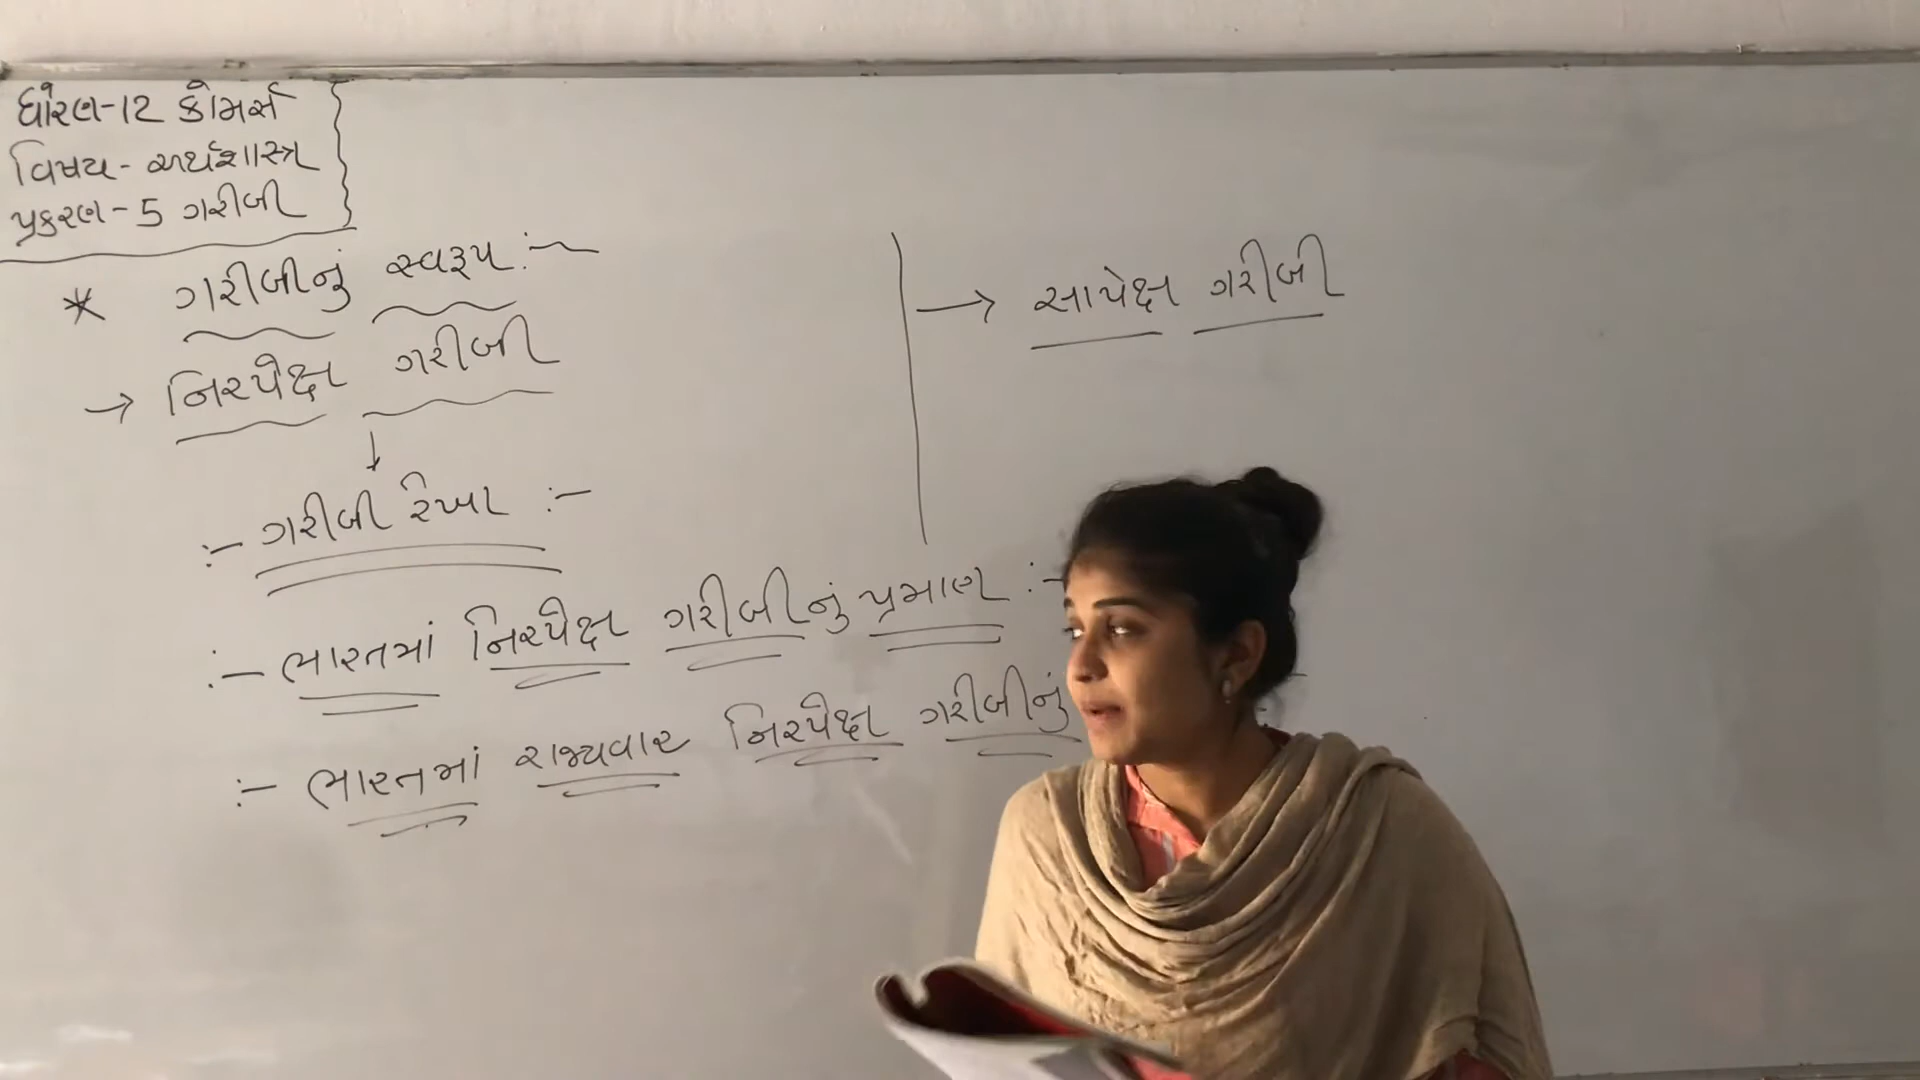 ધોરણ-12 કોમર્સ
વિષય- અર્થશાસ્ત્ર
પ્રકરણ- 5 ગરીબી
* ગરીબીનું સ્વરૂપ :-
→ નિરપેક્ષ ગરીબી
↓
:- ગરીબી રેખા :-
:- ભારતમાં નિરપેક્ષ ગરીબીનું પ્રમાણ :-
:- ભારતમાં રાજ્યવાર નિરપેક્ષ ગરીબીનું
→ સાપેક્ષ ગરીબી